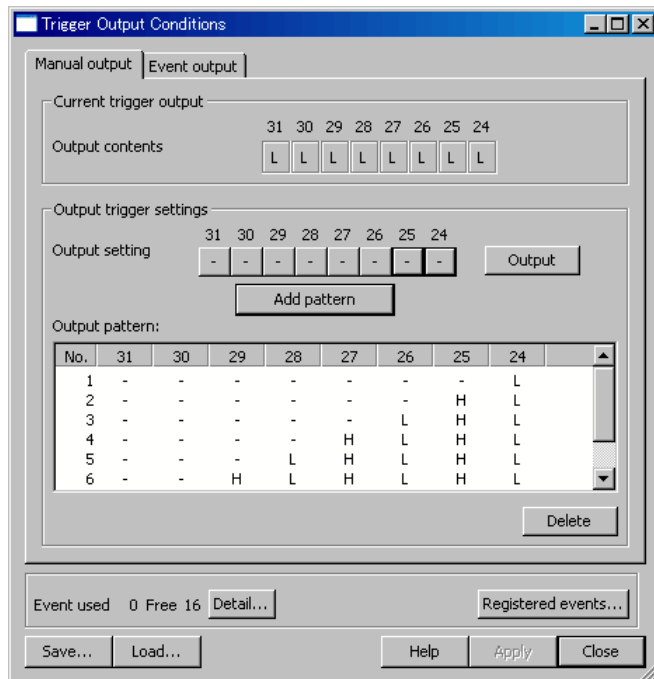 Trigger Output Conditions
Manual output Event output
Current trigger output
31 30 29 28 27 26 25 24
Output contents L L L L L L L L
Output trigger settings
31 30 29 28 27 26 25 24
Output setting - - - - - - - - Output
Add pattern
Output pattern:
No. 31 30 29 28 27 26 25 24
1 - - - - - - - L
2 - - - - - - H L
3 - - - - - L H L
4 - - - - H L H L
5 - - - L H L H L
6 - - H L H L H L
Delete
Event used 0 Free 16 Detail... Registered events...
Save... Load... Help Apply Close